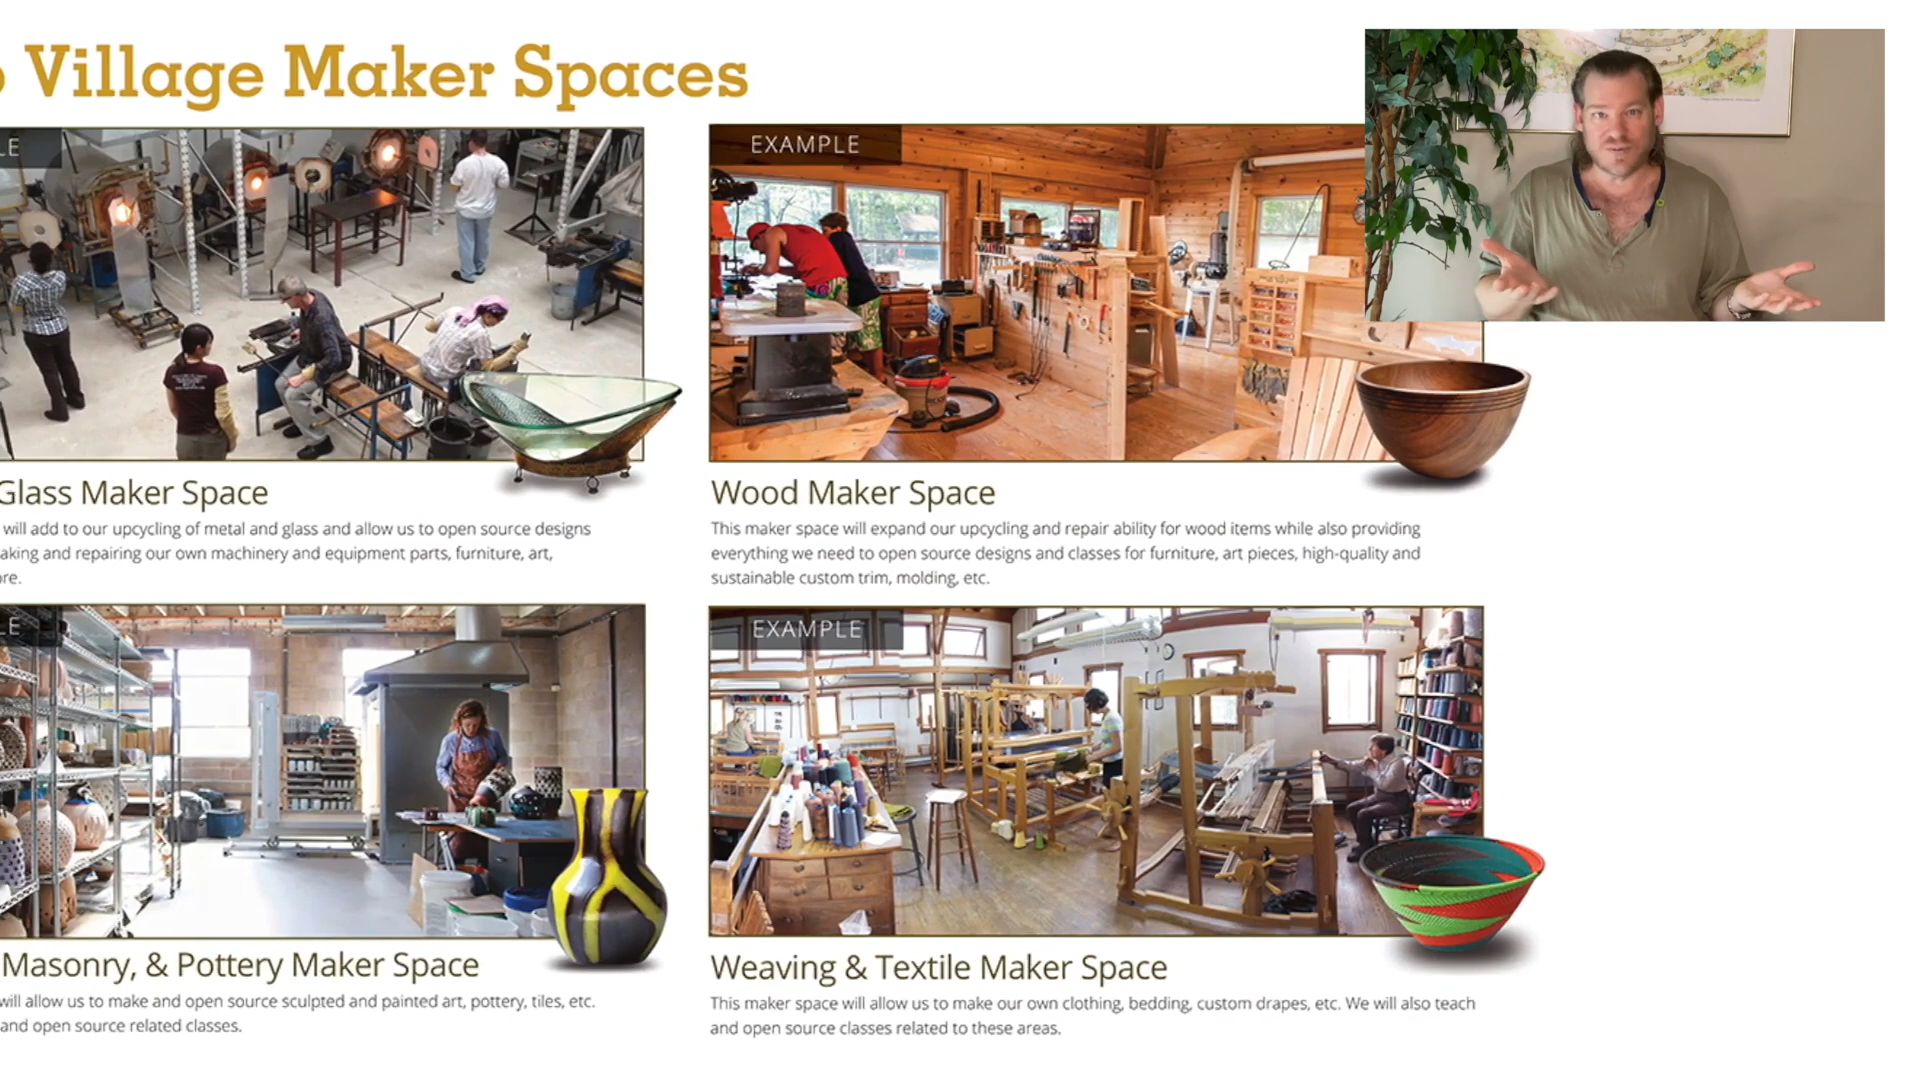 Village Maker Spaces
EXAMPLE
Glass Maker Space
will add to our upcycling of metal and glass and allow us to open source designs
aking and repairing our own machinery and equipment parts, furniture, art,
ore.
Wood Maker Space
This maker space will expand our upcycling and repair ability for wood items while also providing
everything we need to open source designs and classes for furniture, art pieces, high-quality and
sustainable custom trim, molding, etc.
LE
LE
EXAMPLE
Masonry, & Pottery Maker Space
will allow us to make and open source sculpted and painted art, pottery, tiles, etc.
and open source related classes.
Weaving & Textile Maker Space
This maker space will allow us to make our own clothing, bedding, custom drapes, etc. We will also teach
and open source classes related to these areas.